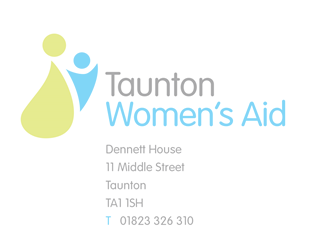 Taunton
Women's Aid
Dennett House
11 Middle Street
Taunton
TA1 1SH
T 01823 326 310